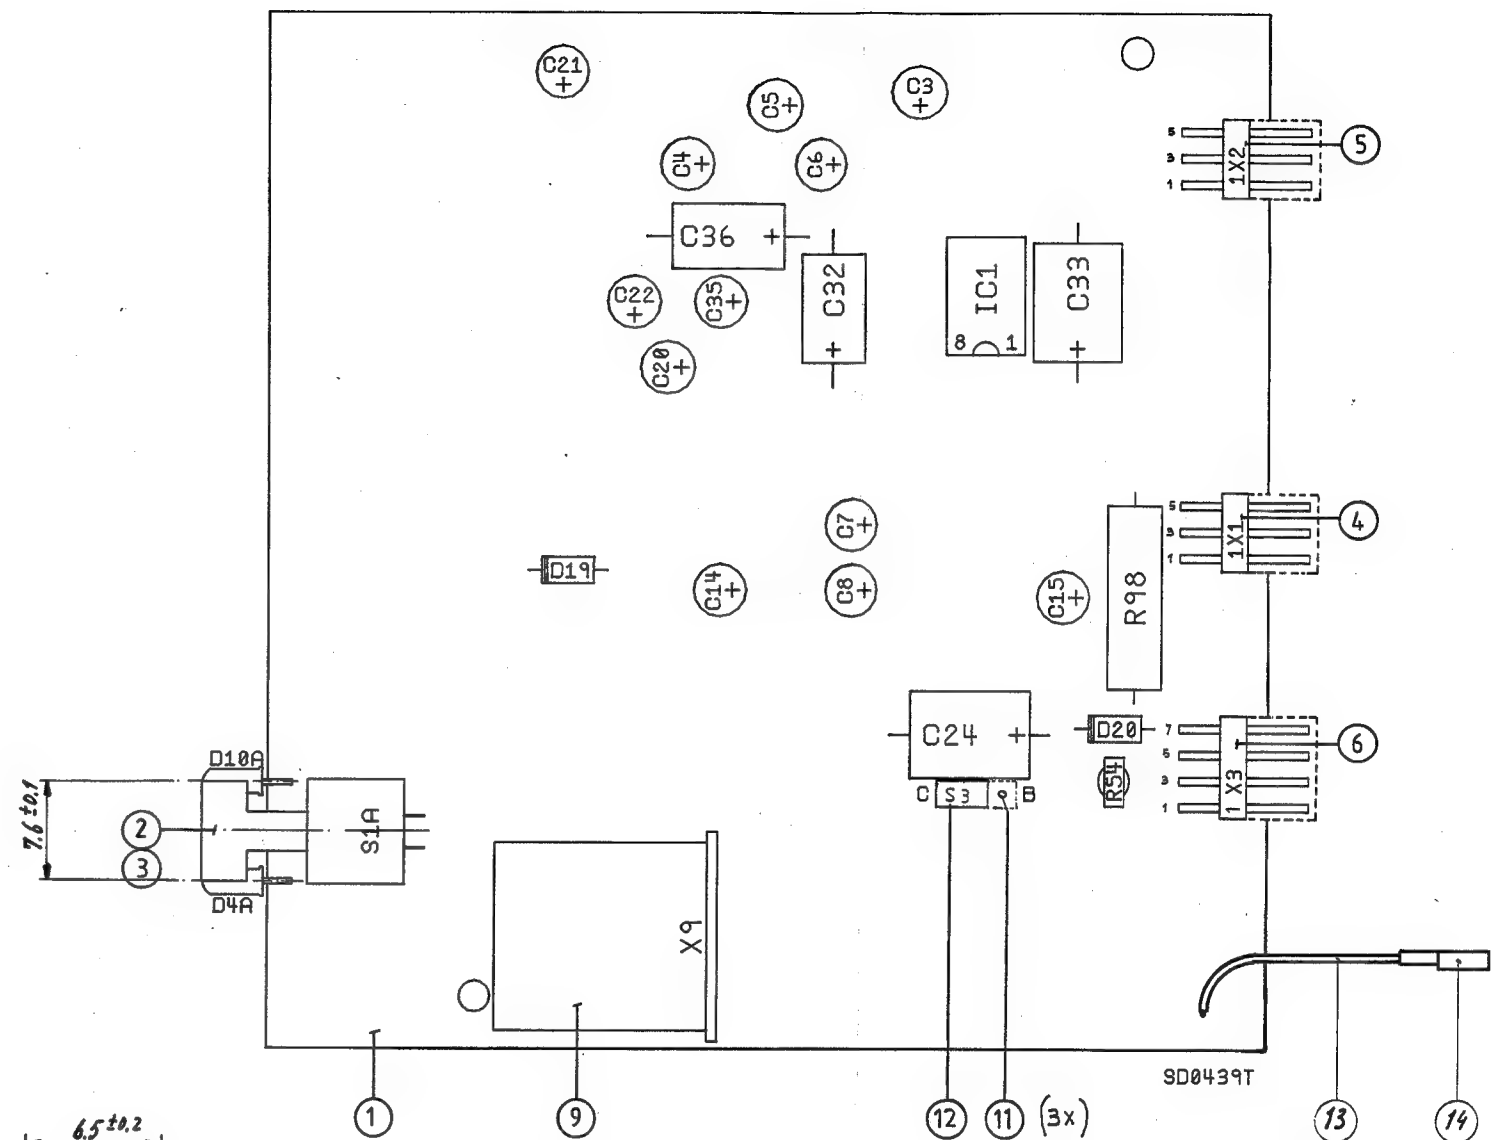 C21
+
C5+
C3
+
C4+
C6+
5
3
1
1X2
5
C36 +
C32
+
IC1
8 1
C33
+
C22
+
C35+
C20+
5
3
1
1X1
4
C7+
D19
C14+
C8+
C15+
R98
C24 +
D20
7
5
3
1
1 X3
6
R54
C S3 B
D10A
7.6 ±0.1
2
3
S1A
D4A
X9
SD0439T
1
9
12
11 (3x)
13
14
6.5 ±0.2